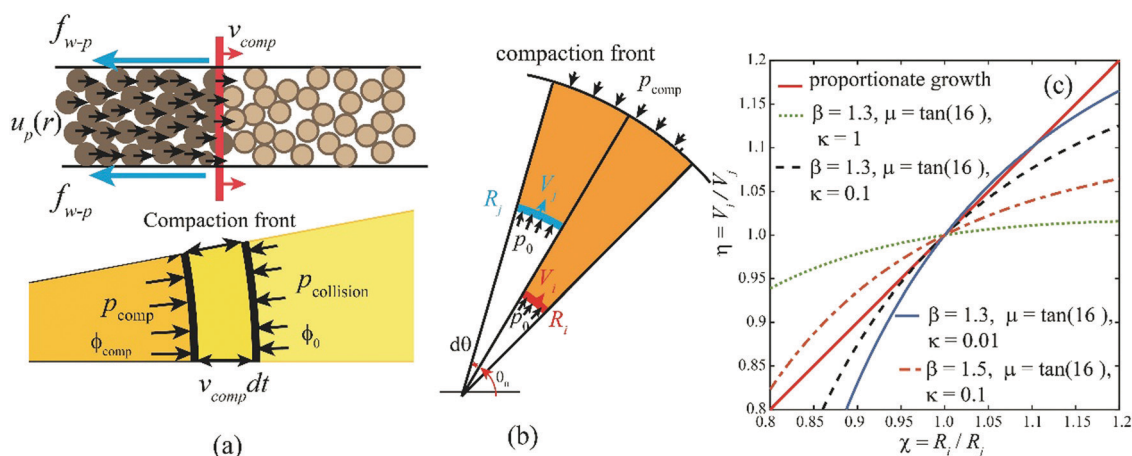 f_{w-p}
v_{comp}
u_p(r)
f_{w-p}
Compaction front
p_{comp}
p_{collision}
ϕ_{comp}
ϕ_0
v_{comp}dt
(a)
compaction front
p_{comp}
R_j
V_j
p_0
V_i
p_0
R_i
dθ
(b)
(c)
proportionate growth
β = 1.3, μ = tan(16) ,
κ = 1
β = 1.3, μ = tan(16) ,
κ = 0.1
β = 1.3, μ = tan(16) ,
κ = 0.01
β = 1.5, μ = tan(16) ,
κ = 0.1
η = V_i / V_j
1.2
1.15
1.1
1.05
1.0
0.95
0.9
0.85
0.8
0.8
0.85
0.9
0.95
1.0
1.05
1.1
1.15
1.2
χ = R_i / R_j